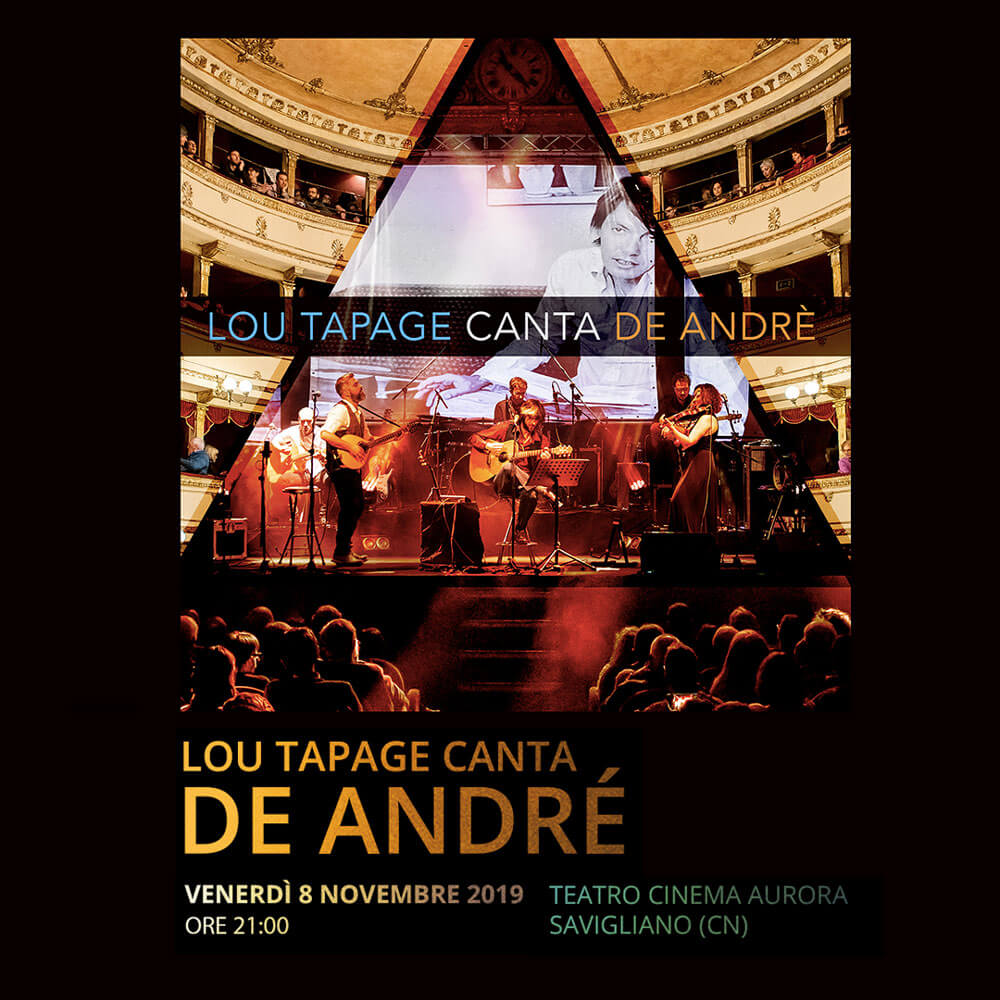 LOU TAPAGE CANTA DE ANDRÈ
LOU TAPAGE CANTA
DE ANDRÉ
VENERDÌ 8 NOVEMBRE 2019
ORE 21:00
TEATRO CINEMA AURORA
SAVIGLIANO (CN)